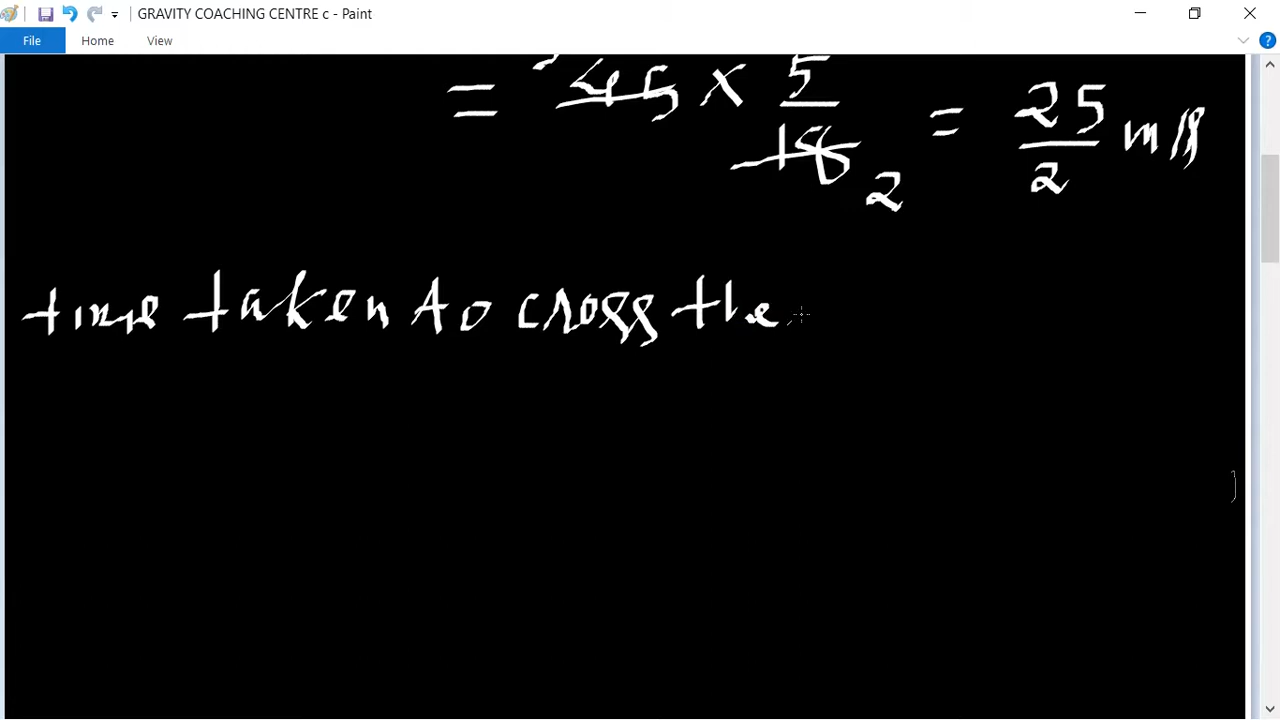 GRAVITY COACHING CENTRE c - Paint
File Home View
= 45 × 5/18 2 = 25/2 m/s
time taken to cross the